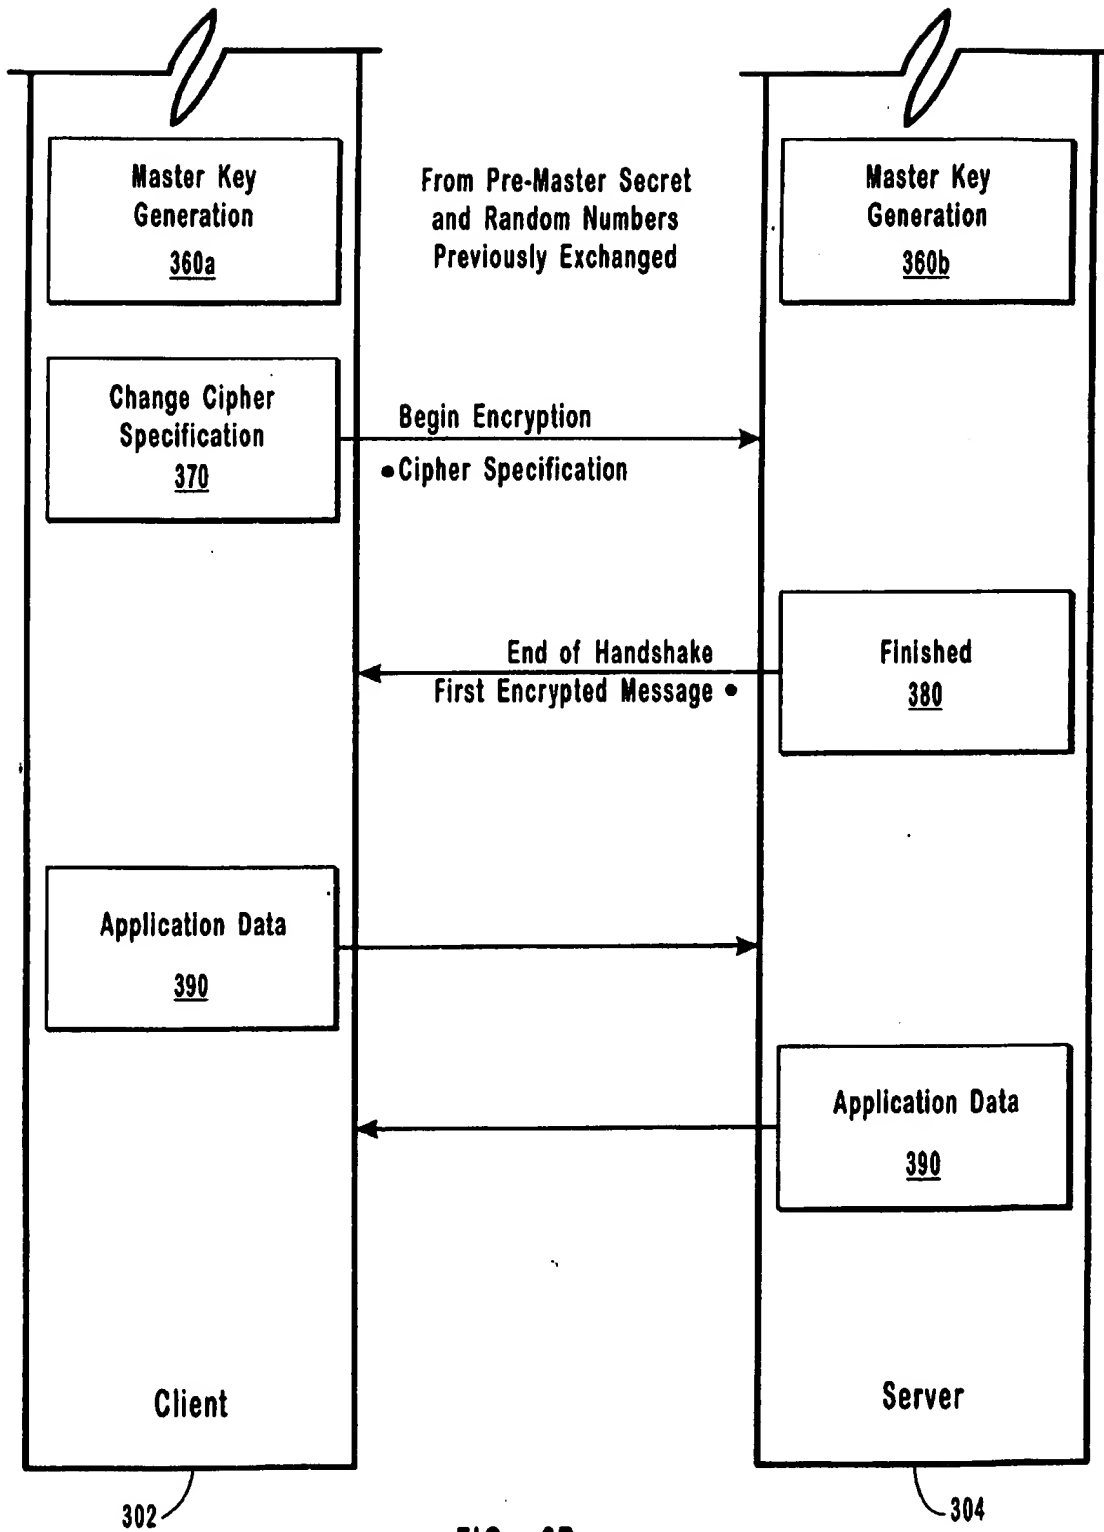 Master Key
Generation
360a
From Pre-Master Secret
and Random Numbers
Previously Exchanged
Master Key
Generation
360b
Change Cipher
Specification
370
Begin Encryption
• Cipher Specification
End of Handshake
First Encrypted Message •
Finished
380
Application Data
390
Application Data
390
Client
Server
302
304